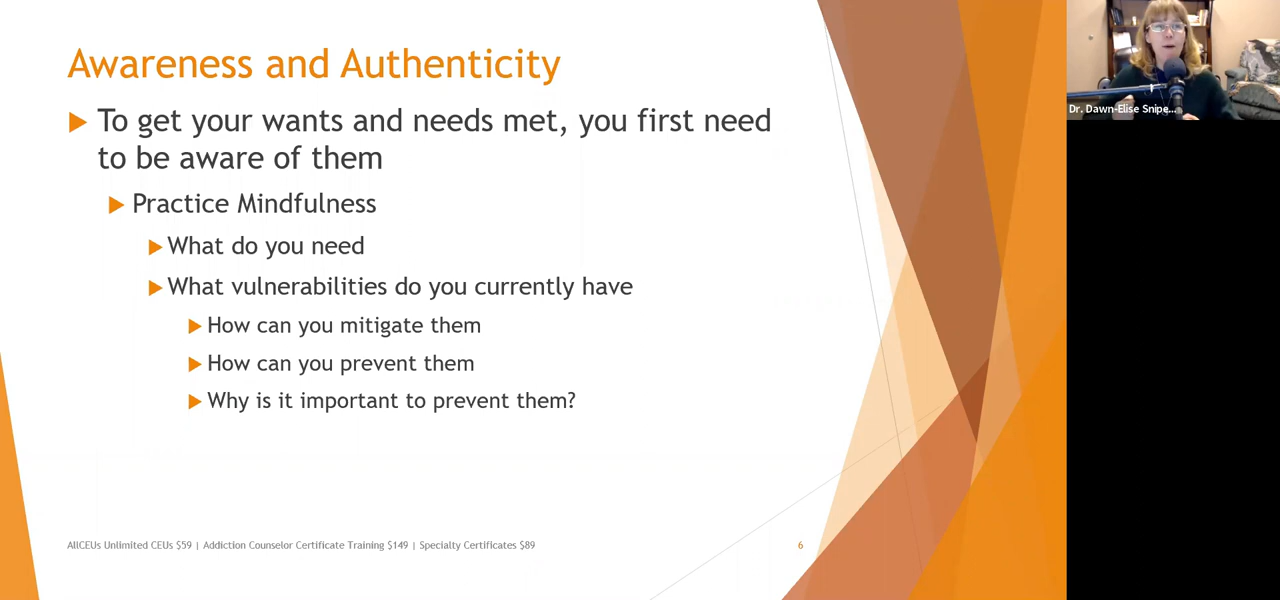 Awareness and Authenticity
To get your wants and needs met, you first need
to be aware of them
Practice Mindfulness
What do you need
What vulnerabilities do you currently have
How can you mitigate them
How can you prevent them
Why is it important to prevent them?
AllCEUs Unlimited CEUs $59 | Addiction Counselor Certificate Training $149 | Specialty Certificates $89
6
Dr. Dawn-Elise Snipe...